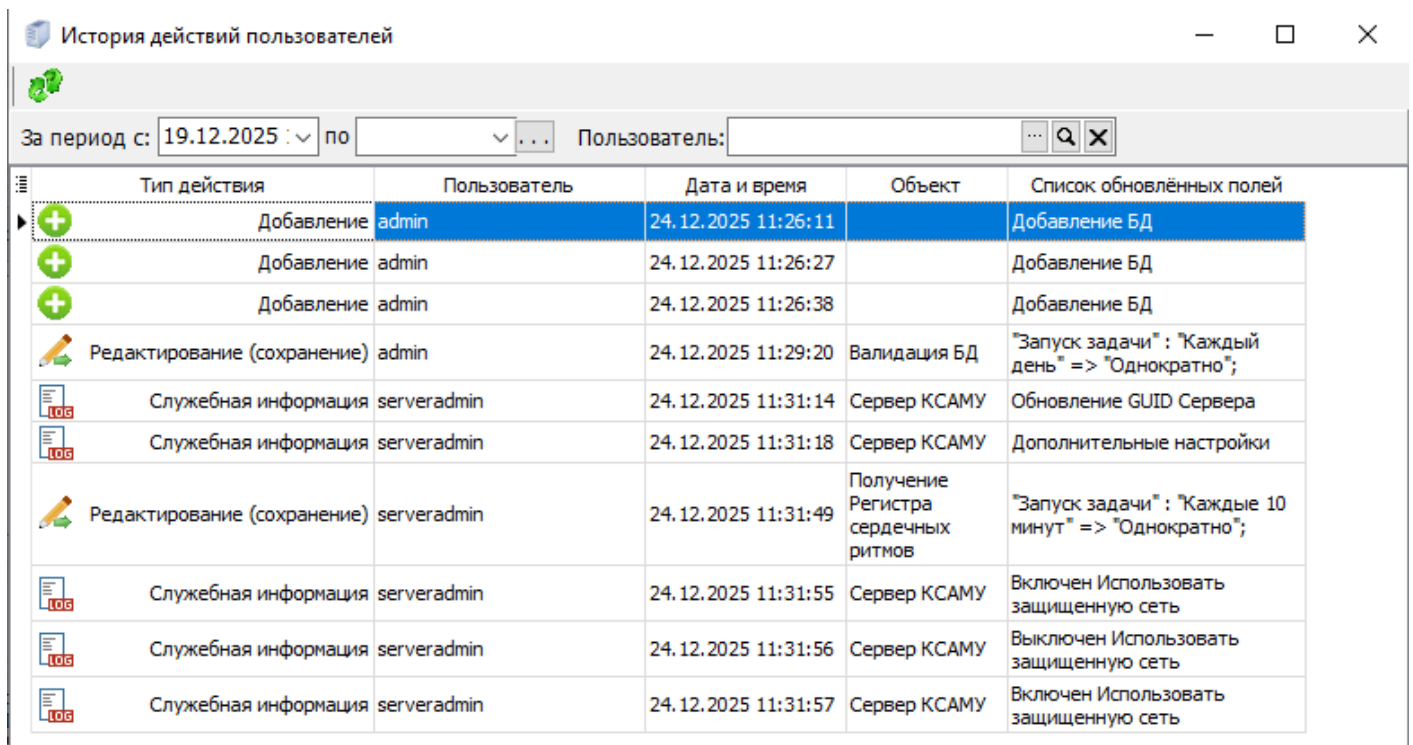 История действий пользователей
За период с: 19.12.2025 по ... Пользователь: ...
Тип действия Пользователь Дата и время Объект Список обновлённых полей
Добавление admin 24.12.2025 11:26:11 Добавление БД
Добавление admin 24.12.2025 11:26:27 Добавление БД
Добавление admin 24.12.2025 11:26:38 Добавление БД
Редактирование (сохранение) admin 24.12.2025 11:29:20 Валидация БД "Запуск задачи" : "Каждый
день" => "Однократно";
LOG Служебная информация serveradmin 24.12.2025 11:31:14 Сервер КСАМУ Обновление GUID Сервера
LOG Служебная информация serveradmin 24.12.2025 11:31:18 Сервер КСАМУ Дополнительные настройки
Редактирование (сохранение) serveradmin 24.12.2025 11:31:49 Получение
Регистра
сердечных
ритмов
"Запуск задачи" : "Каждые 10
минут" => "Однократно";
LOG Служебная информация serveradmin 24.12.2025 11:31:55 Сервер КСАМУ Включен Использовать
защищенную сеть
LOG Служебная информация serveradmin 24.12.2025 11:31:56 Сервер КСАМУ Выключен Использовать
защищенную сеть
LOG Служебная информация serveradmin 24.12.2025 11:31:57 Сервер КСАМУ Включен Использовать
защищенную сеть